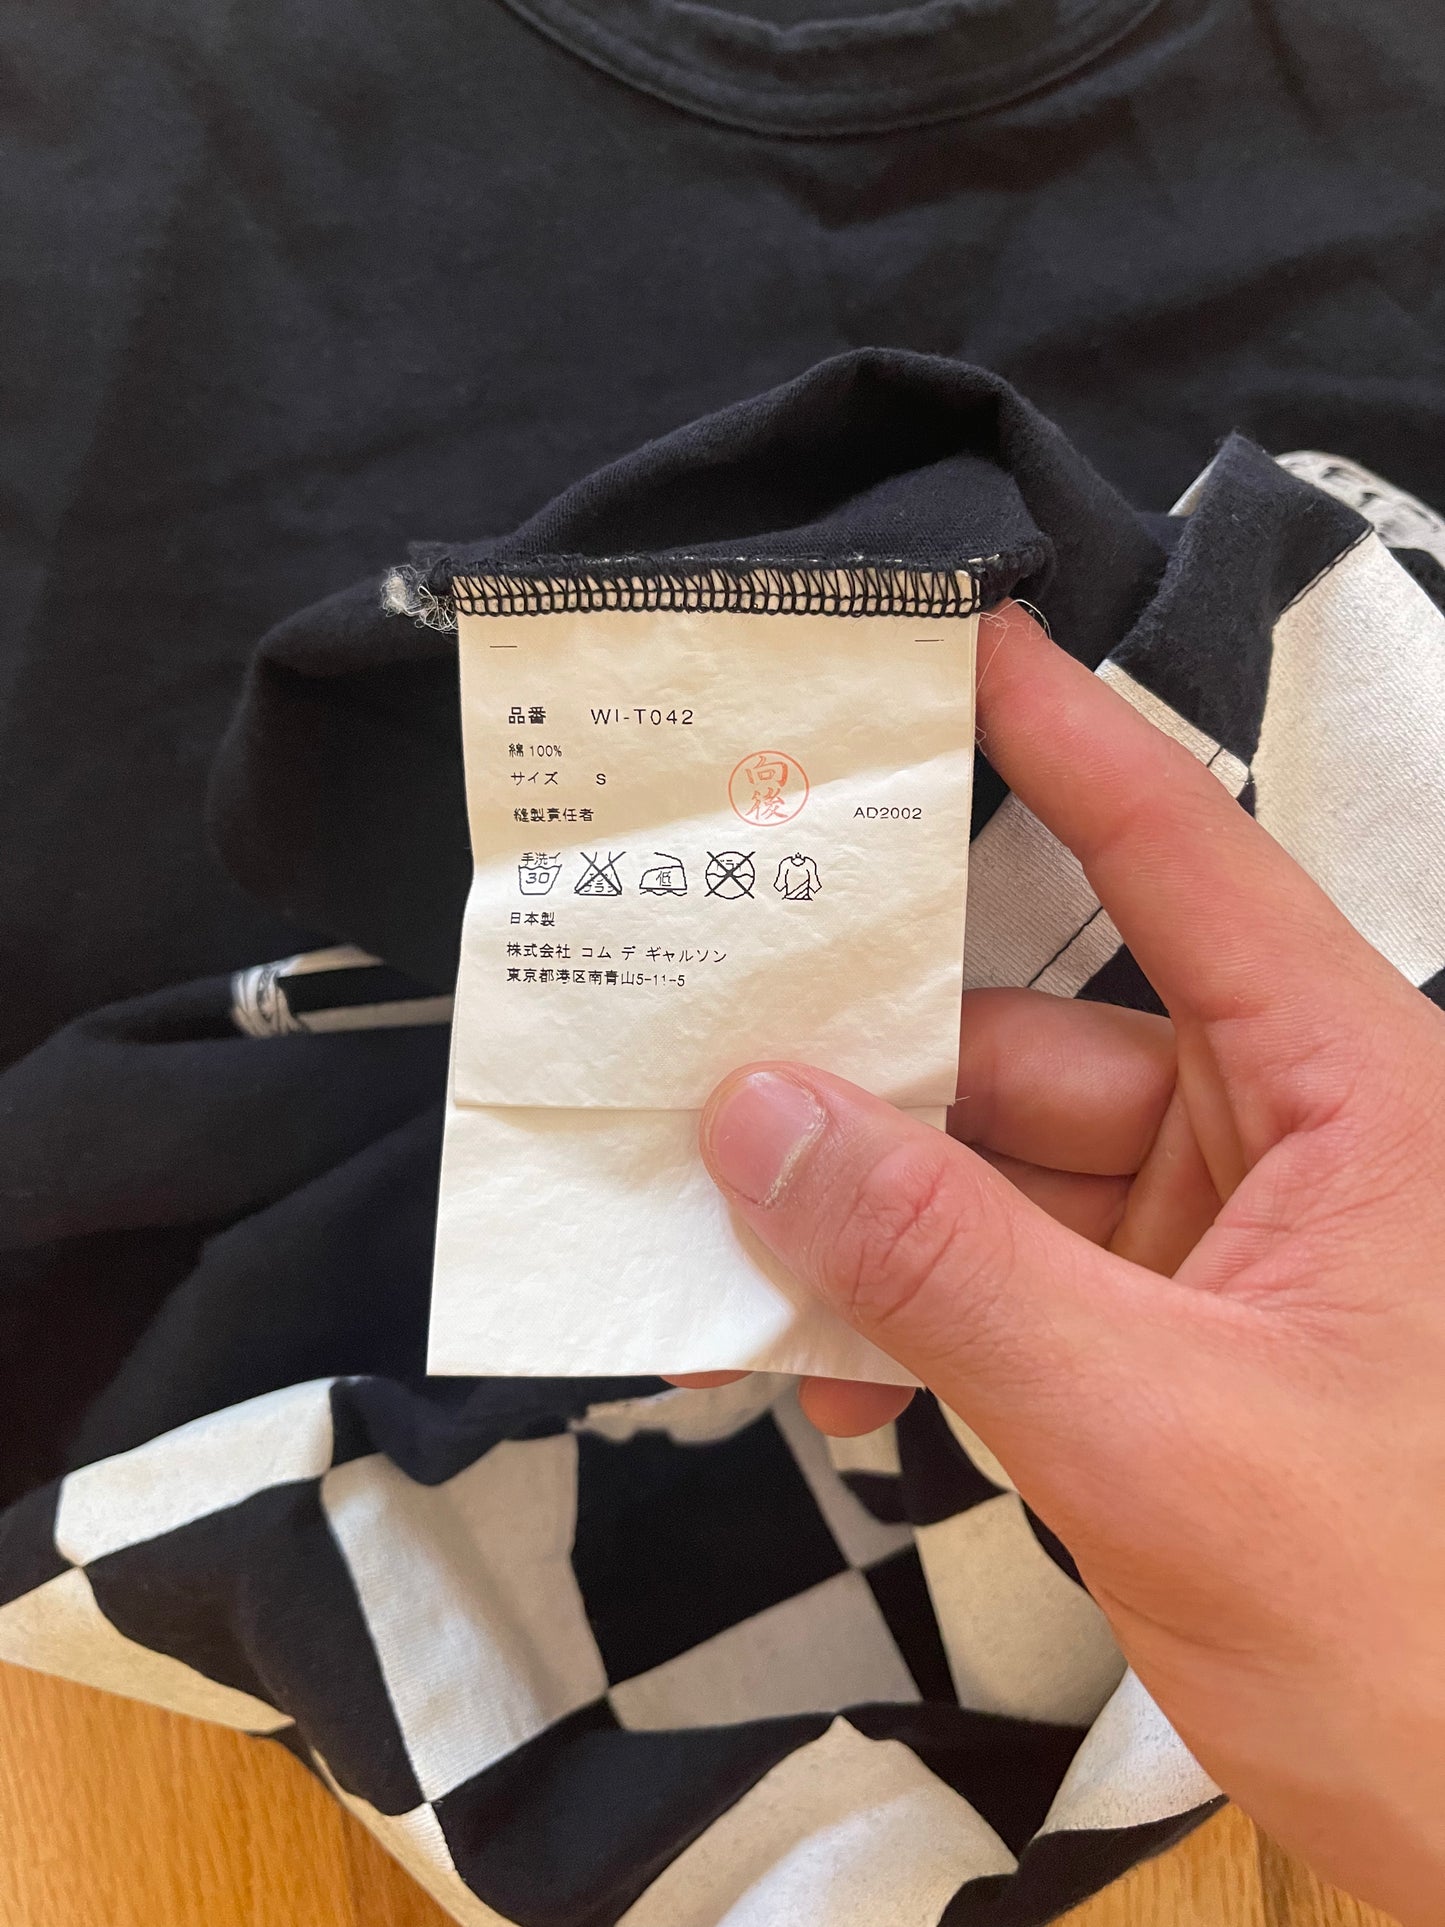 品番 WI-T042
綿 100%
サイズ S
縫製責任者 向後 AD2002
手洗イ
30
低
日本製
株式会社 コム デ ギャルソン
東京都港区南青山5-11-5